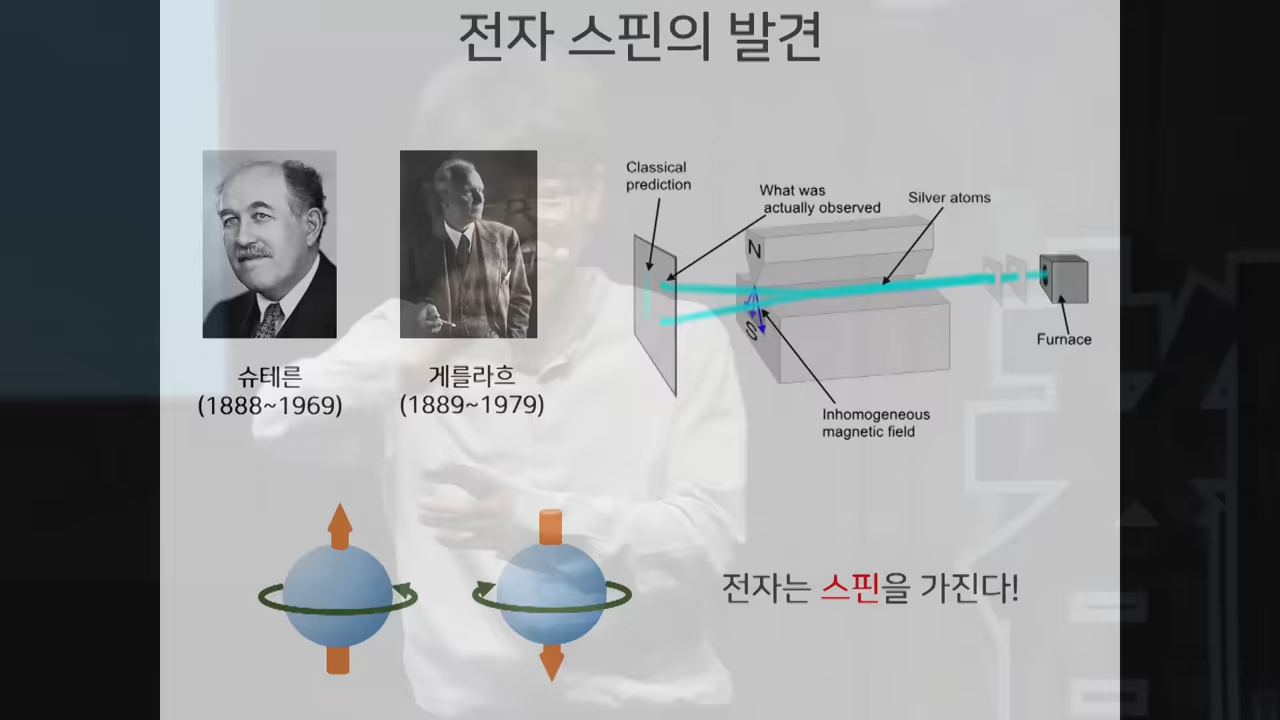 전자 스핀의 발견
슈테른
(1888~1969)
게를라흐
(1889~1979)
Classical
prediction
What was
actually observed
Silver atoms
N
S
Furnace
Inhomogeneous
magnetic field
전자는 스핀을 가진다!